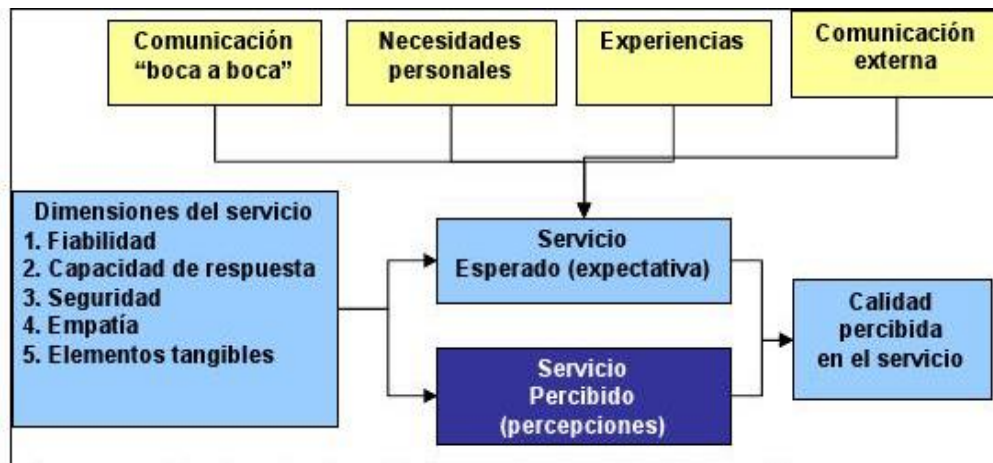 Comunicación
“boca a boca”
Necesidades
personales
Experiencias
Comunicación
externa
Dimensiones del servicio
1. Fiabilidad
2. Capacidad de respuesta
3. Seguridad
4. Empatía
5. Elementos tangibles
Servicio
Esperado (expectativa)
Servicio
Percibido
(percepciones)
Calidad
percibida
en el servicio